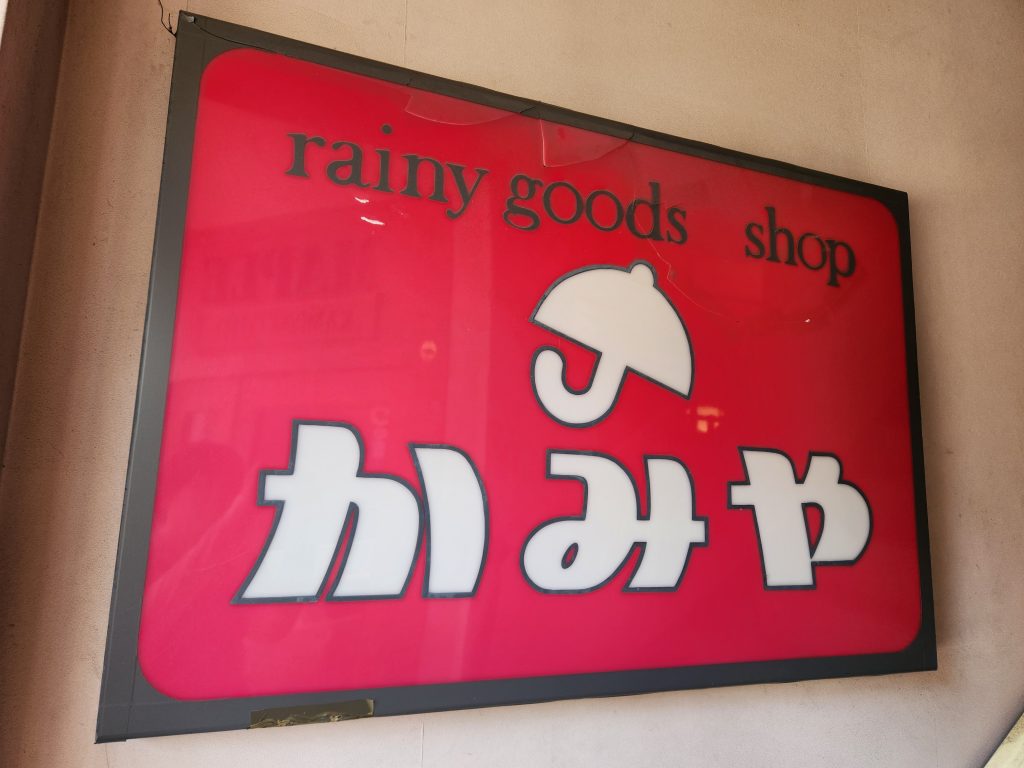 rainy goods shop
かみや